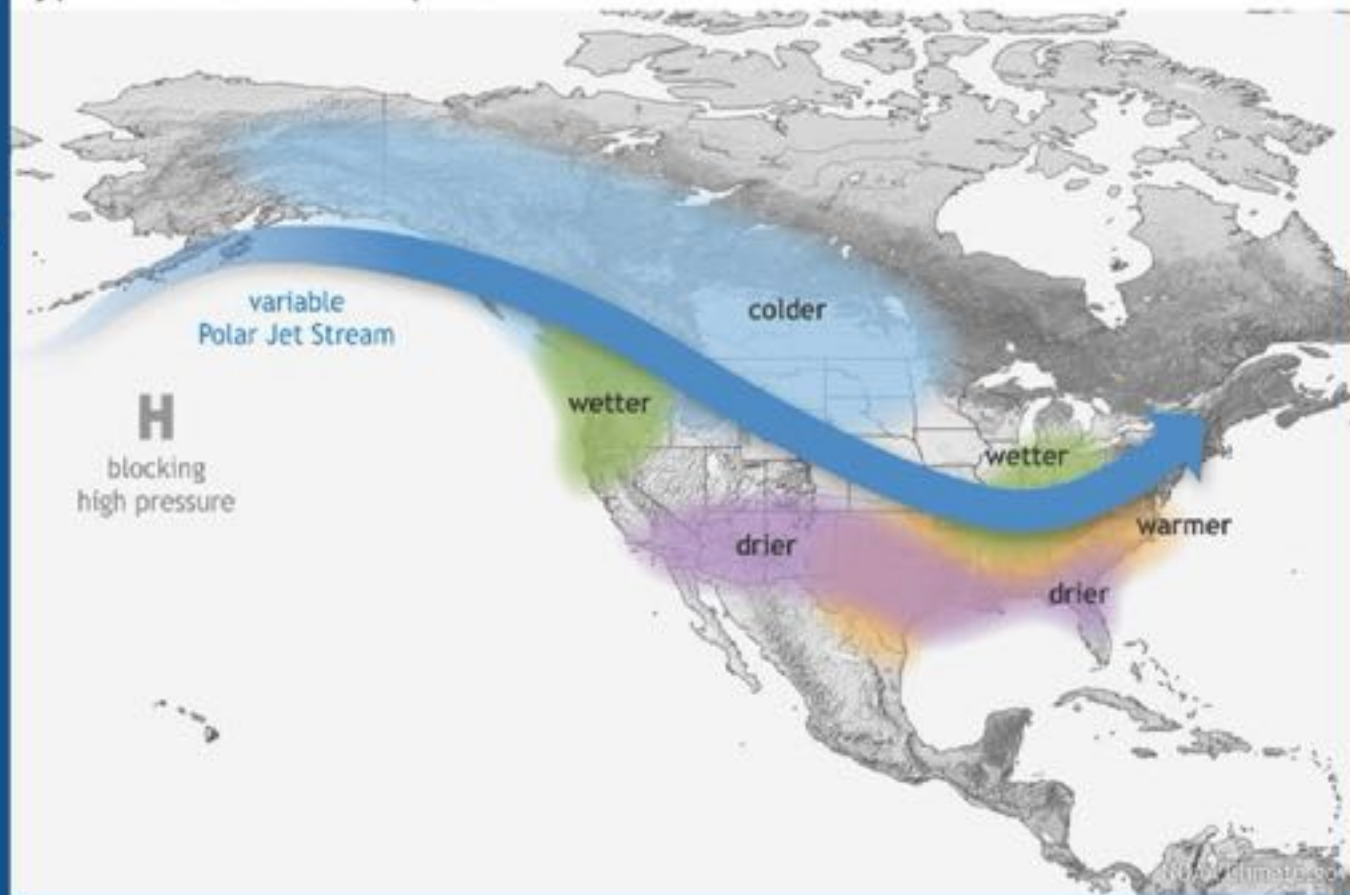 variable
Polar Jet Stream
colder
H
wetter
blocking
high pressure
wetter
warmer
drier
drier